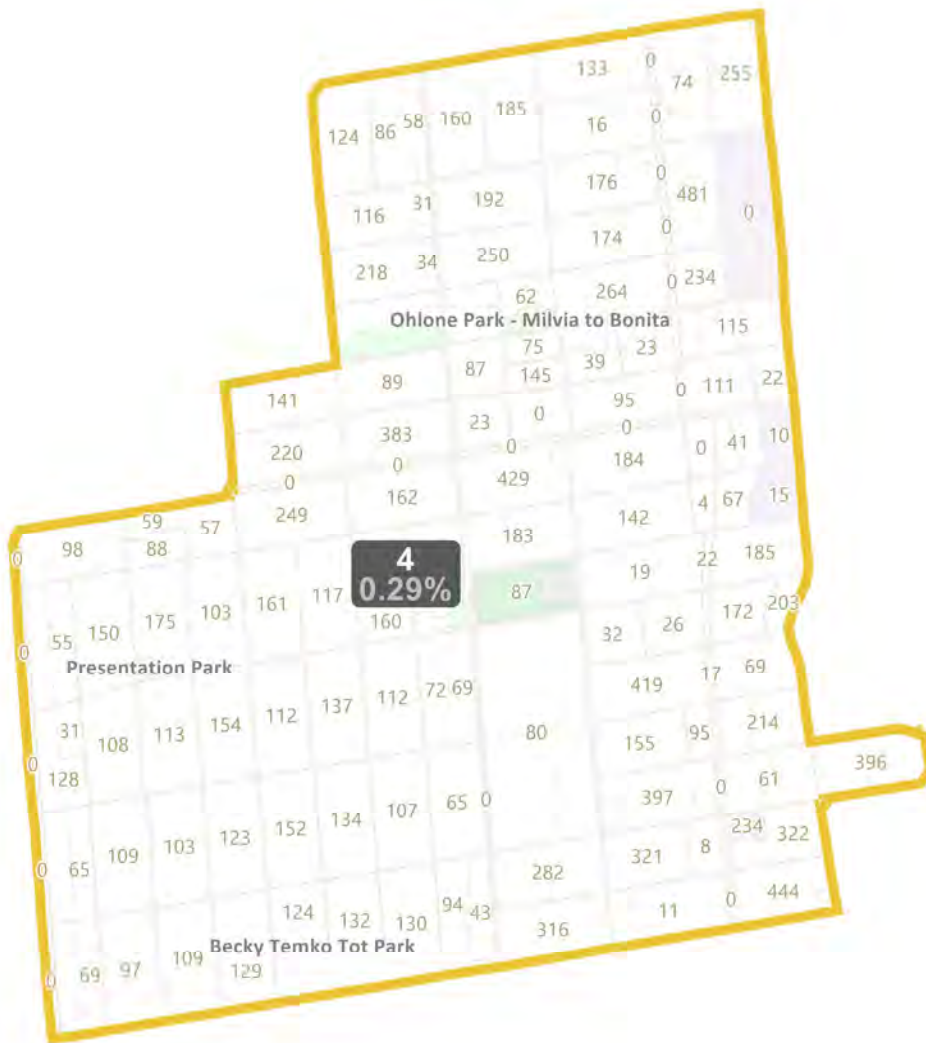 133 0 74 255
124 86 58 160 185 16 0
116 31 192 176 0 481 0
218 34 250 174 0
62 264 0 234
Ohlone Park - Milvia to Bonita
115
75 23
141 89 87 145 39
95 0 111 22
220 383 23 0
0 0 0 0
184 0 41 10
249 162 429
59 57 142 4 67 15
0 98 88 183
4
0.29%
87 19 22 185
161 117 160
0 55 150 175 103
32 26 172 203
Presentation Park
419 17 69
31 108 113 154 112 137 112 72 69
80 155 95 214
0 128
396
397 0 61
0 65 109 103 123 152 134 107 65 0
321 8 234 322
282
124 132 130 94 43 11 0 444
316
Becky Temko Tot Park
0 69 97 109 129